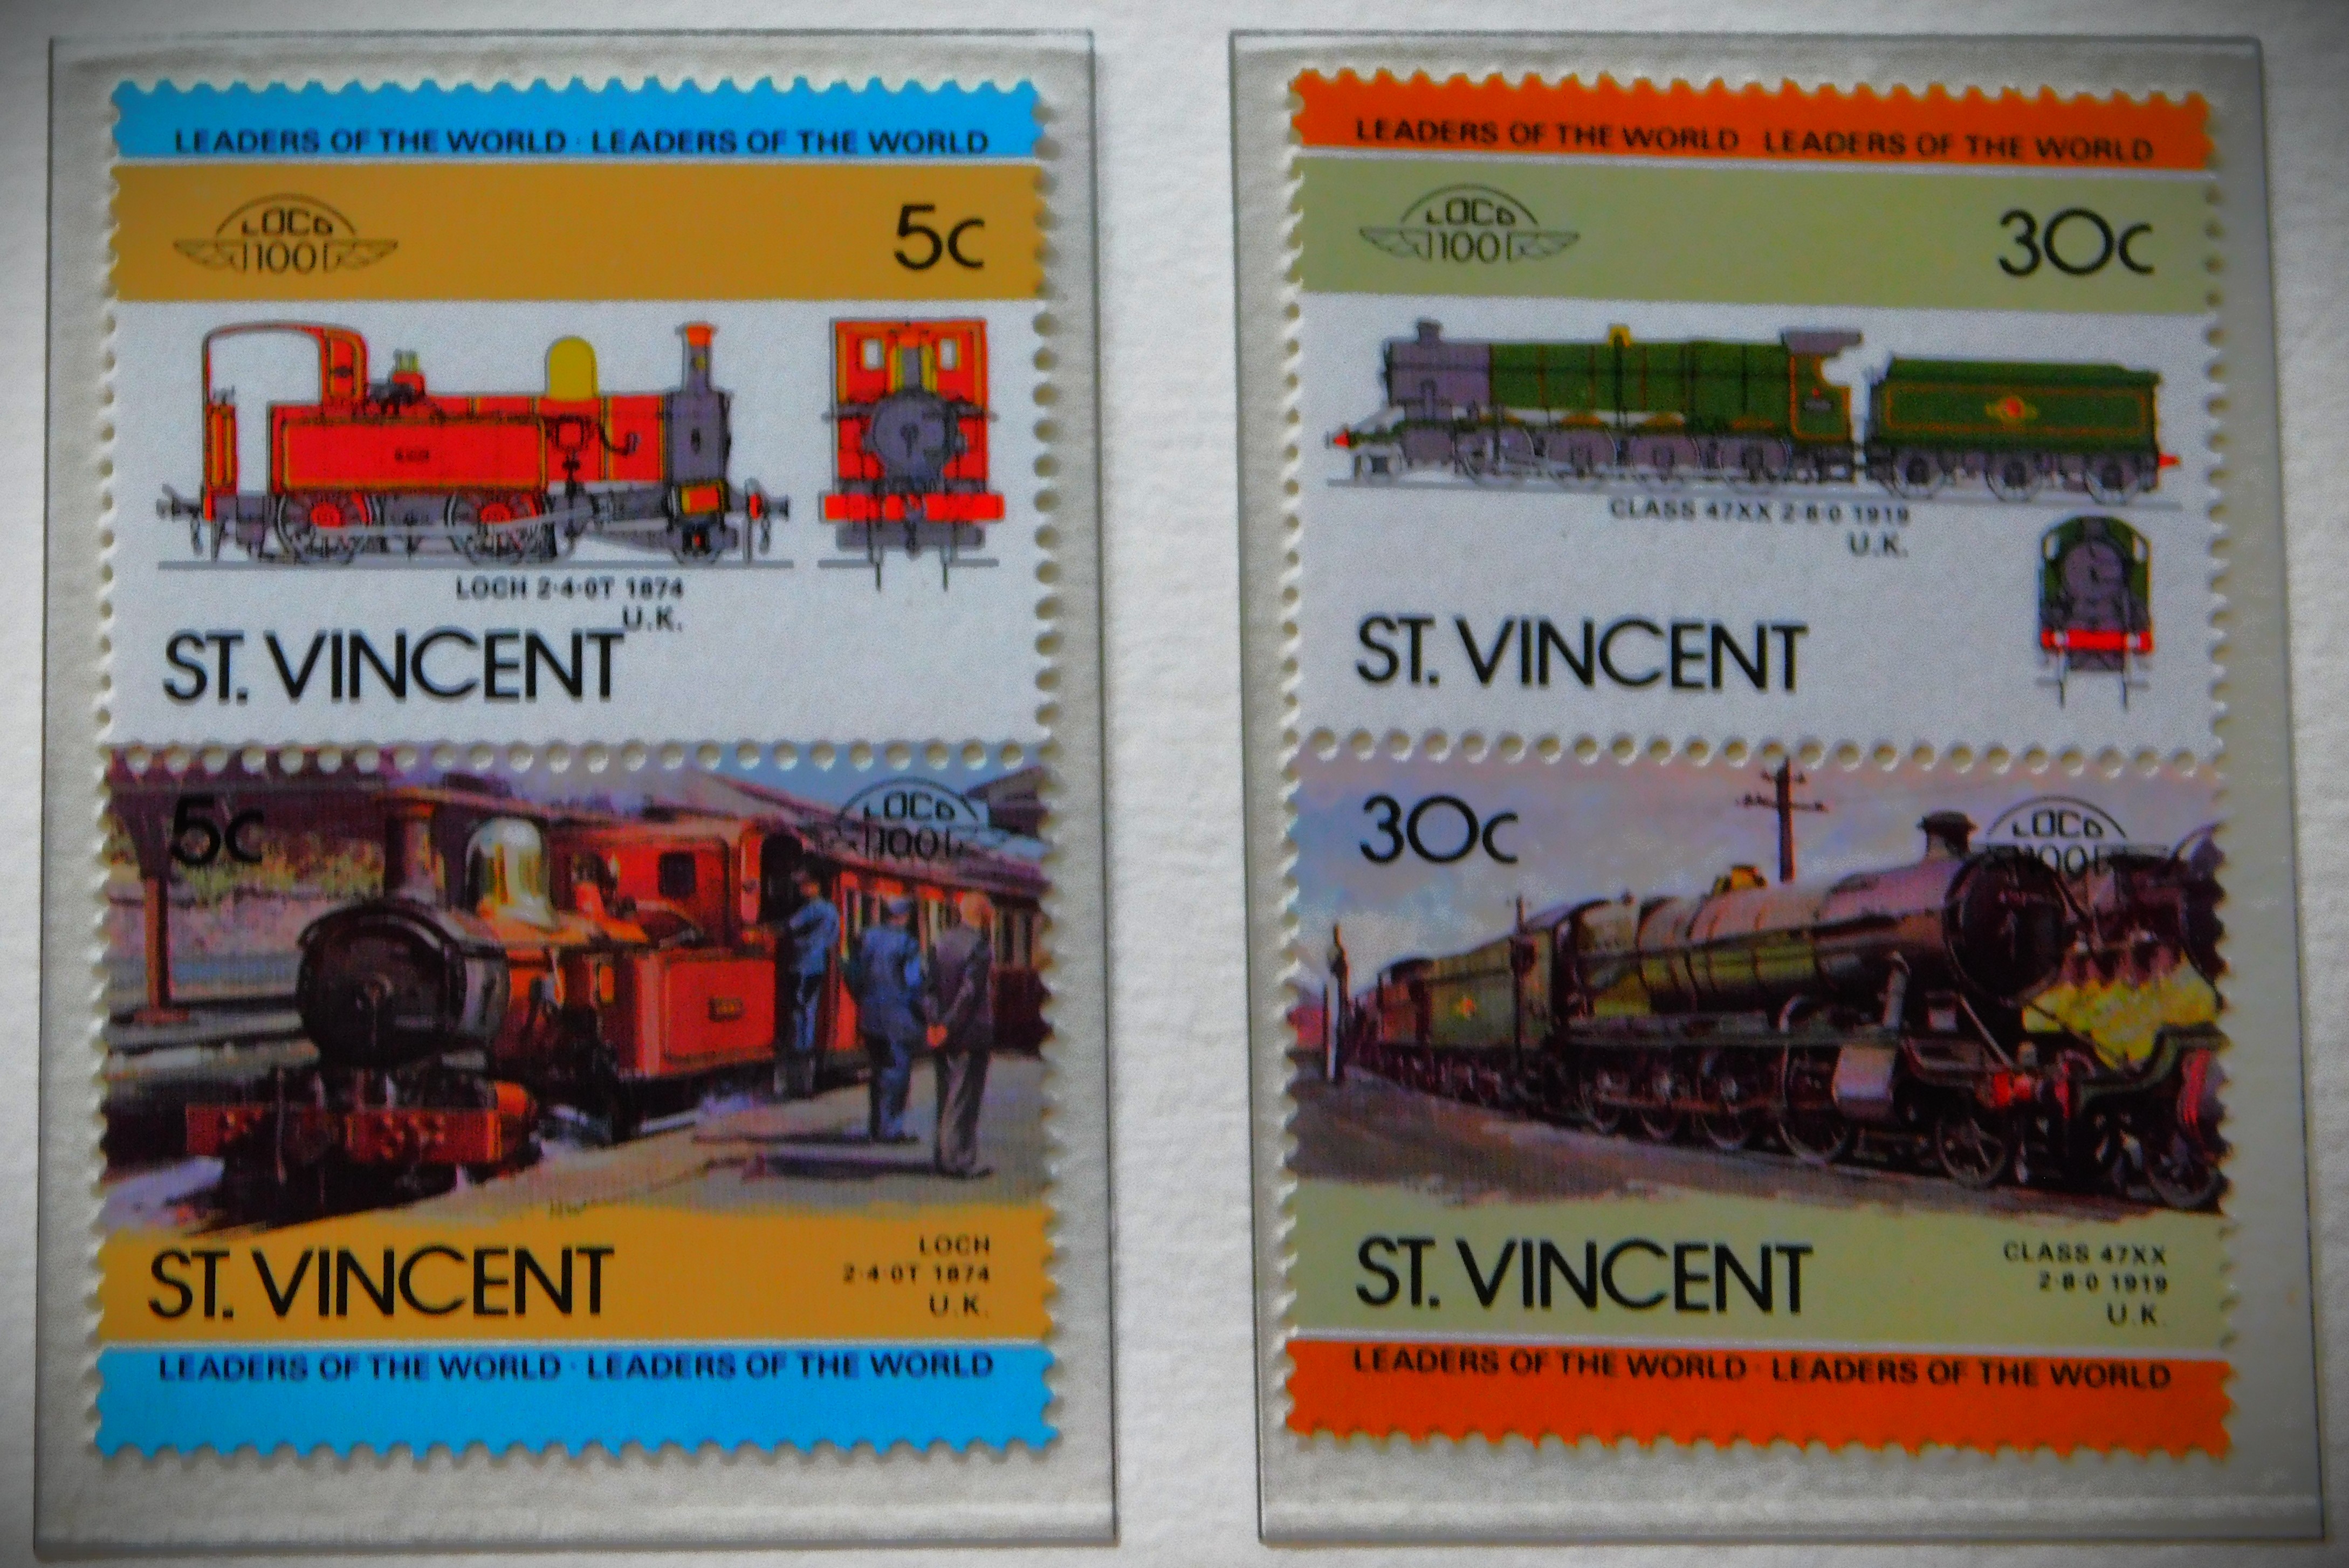 LEADERS OF THE WORLD · LEADERS OF THE WORLD
LOCO
100
5c
LOCH 2·4·0T 1874
U.K.
ST. VINCENT
5c
LOCO
100
ST. VINCENT
LOCH
2·4·0T 1874
U.K.
LEADERS OF THE WORLD · LEADERS OF THE WORLD
LEADERS OF THE WORLD · LEADERS OF THE WORLD
LOCO
100
30c
CLASS 47XX 2·8·0 1919
U.K.
ST. VINCENT
30c
LOCO
100
ST. VINCENT
CLASS 47XX
2·8·0 1919
U.K.
LEADERS OF THE WORLD · LEADERS OF THE WORLD